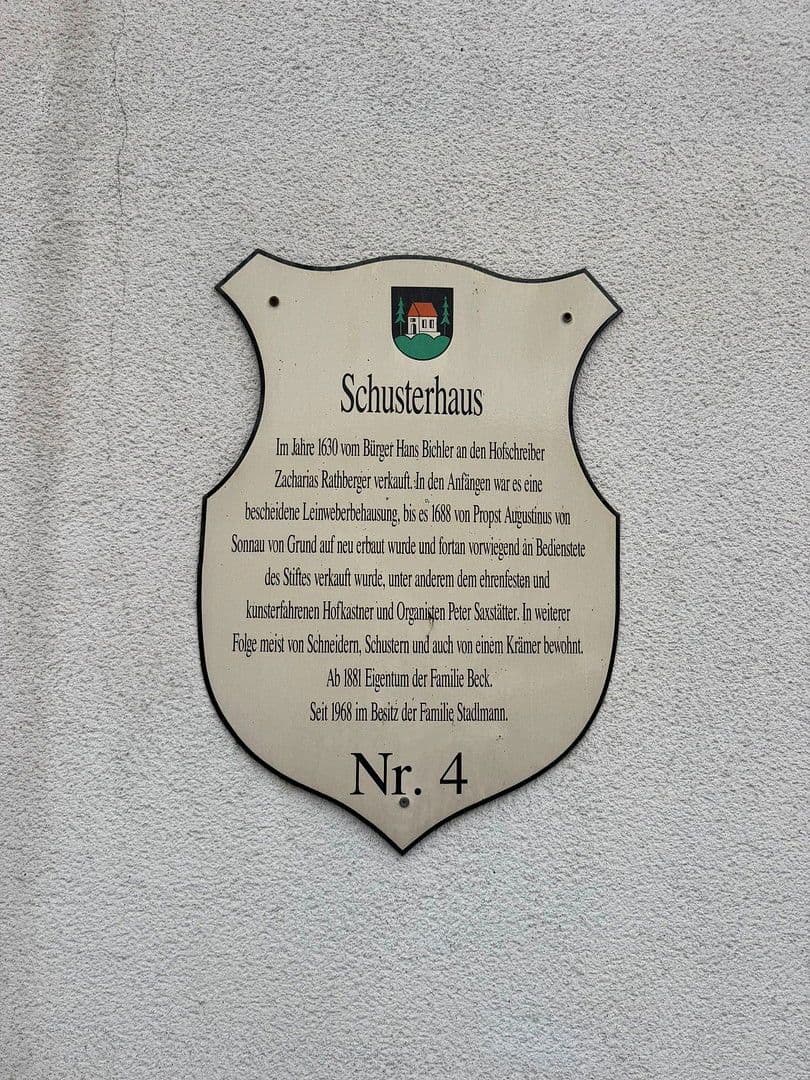 Schusterhaus
Im Jahre 1630 vom Bürger Hans Bichler an den Hofschreiber
Zacharias Rathberger verkauft. In den Anfängen war es eine
bescheidene Leinweberbehausung, bis es 1688 von Propst Augustinus von
Sonnau von Grund auf neu erbaut wurde und fortan vorwiegend an Bedienstete
des Stiftes verkauft wurde, unter anderem dem ehrenfesten und
kunsterfahrenen Hofkastner und Organisten Peter Saxstätter. In weiterer
Folge meist von Schneidern, Schustern und auch von einem Krämer bewohnt.
Ab 1881 Eigentum der Familie Beck.
Seit 1968 im Besitz der Familie Stadlmann.
Nr. 4